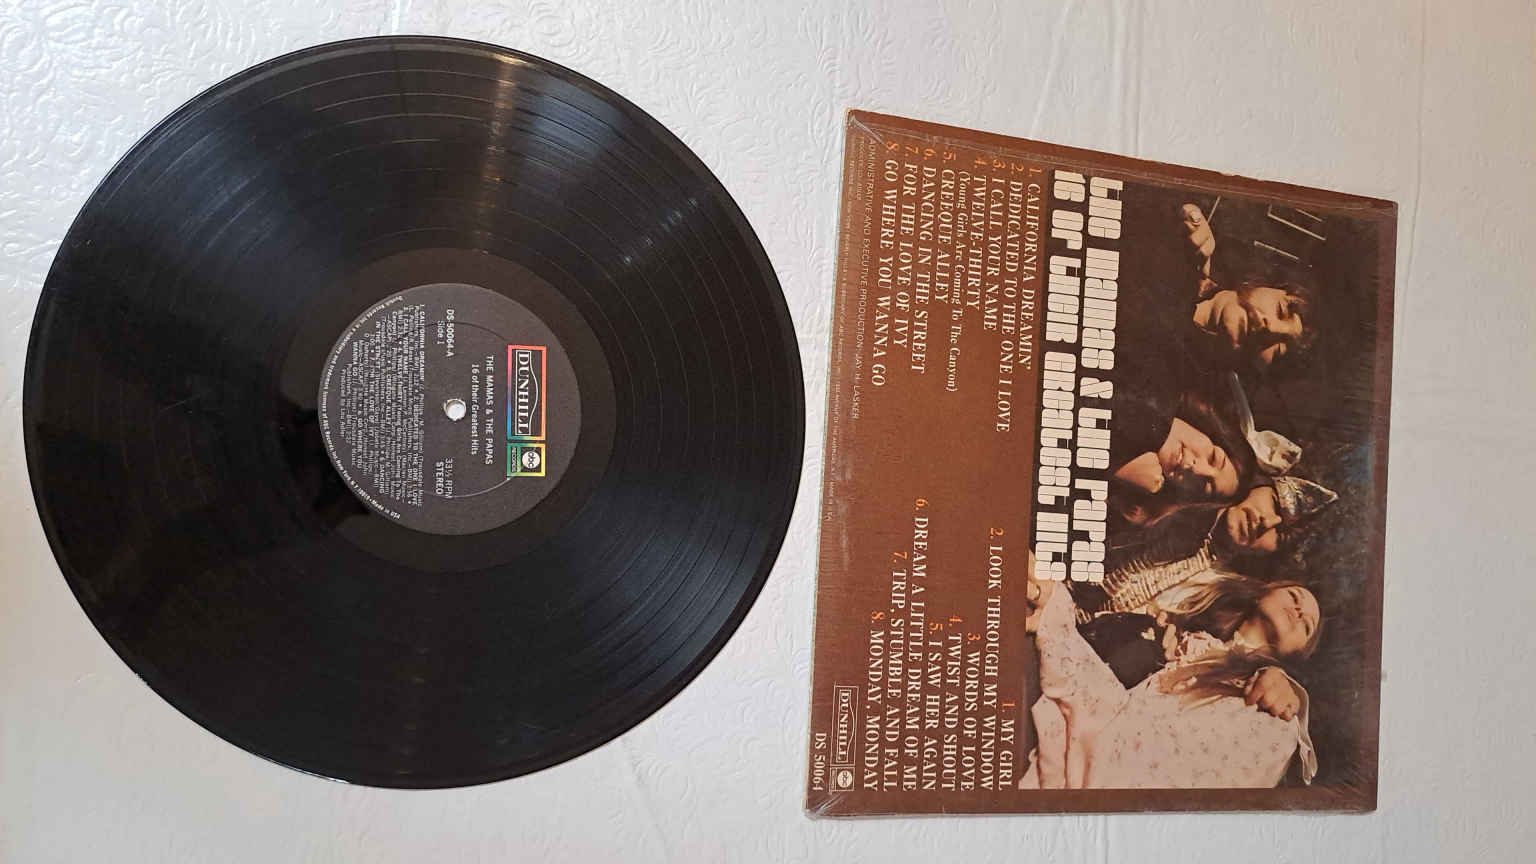 DUNHILL
abc
RECORDS
THE MAMAS & THE PAPAS
16 of their Greatest Hits
DS-50064-A
Side 1
33⅓ RPM
STEREO
the mamas & the papas
16 of their greatest hits
1. CALIFORNIA DREAMIN'
2. DEDICATED TO THE ONE I LOVE
3. I CALL YOUR NAME
4. TWELVE-THIRTY
(Young Girls Are Coming To The Canyon)
5. CREEQUE ALLEY
6. DANCING IN THE STREET
7. FOR THE LOVE OF IVY
8. GO WHERE YOU WANNA GO
1. MY GIRL
2. LOOK THROUGH MY WINDOW
3. WORDS OF LOVE
4. TWIST AND SHOUT
5. I SAW HER AGAIN
6. DREAM A LITTLE DREAM OF ME
7. TRIP, STUMBLE AND FALL
8. MONDAY, MONDAY
ADMINISTRATIVE AND EXECUTIVE PRODUCTION: JAY LASKER
DUNHILL
abc
DS 50064